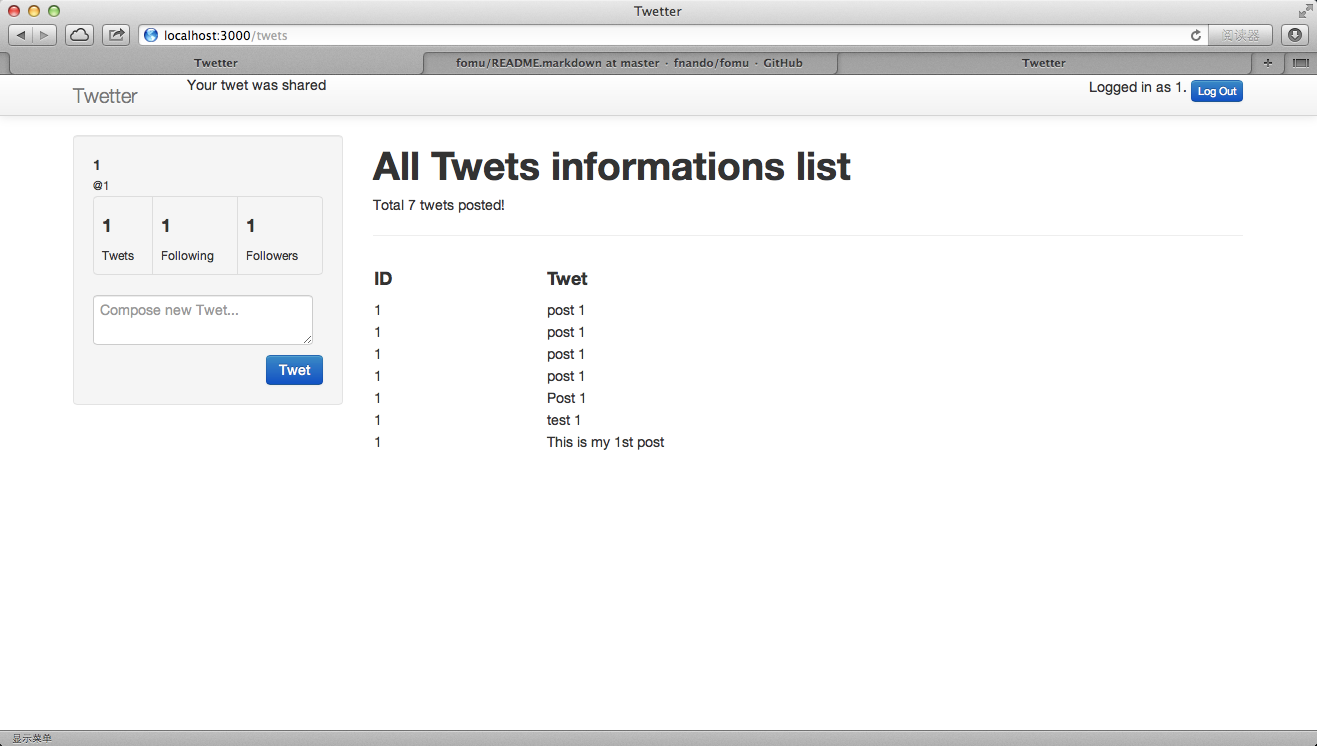 Twetter
localhost:3000/twets
阅读器
Twetter
fomu/README.markdown at master · fnando/fomu · GitHub
Twetter
Twetter
Your twet was shared
Logged in as 1.
Log Out
1
@1
1 1 1
Twets Following Followers
Compose new Twet...
Twet
All Twets informations list
Total 7 twets posted!
ID Twet
1 post 1
1 post 1
1 post 1
1 post 1
1 Post 1
1 test 1
1 This is my 1st post
显示菜单